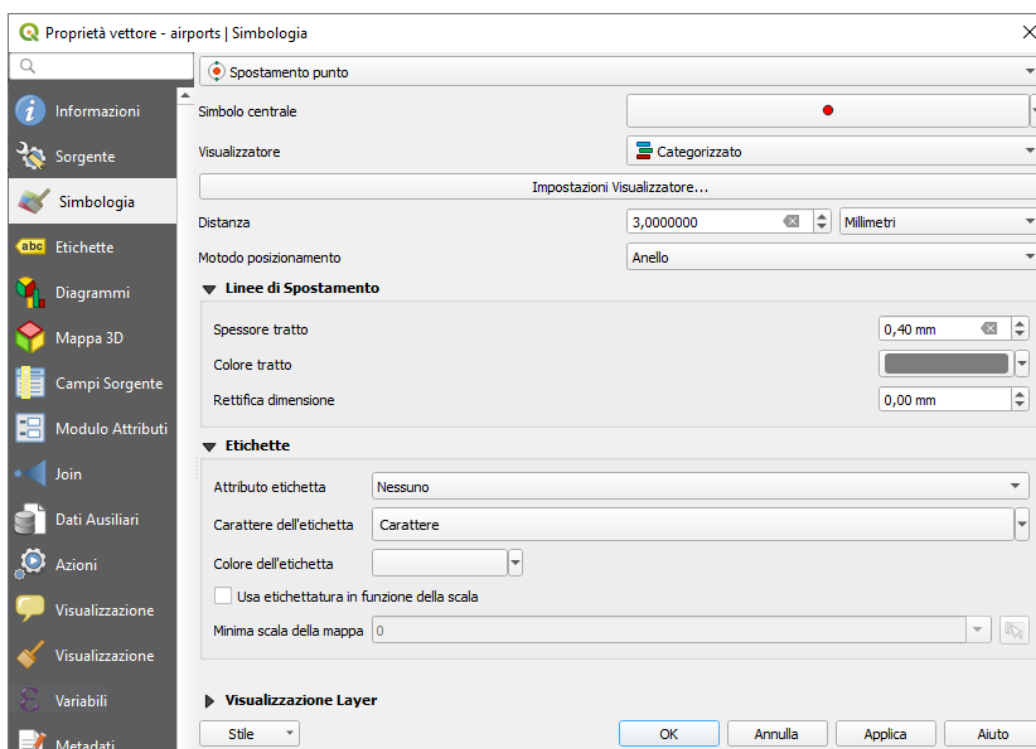 Proprietà vettore - airports | Simbologia
Informazioni
Sorgente
Simbologia
abc Etichette
Diagrammi
Mappa 3D
Campi Sorgente
Modulo Attributi
Join
Dati Ausiliari
Azioni
Visualizzazione
Visualizzazione
Variabili
Metadati
Spostamento punto
Simbolo centrale
Visualizzatore Categorizzato
Impostazioni Visualizzatore...
Distanza 3,0000000 Millimetri
Motodo posizionamento Anello
Linee di Spostamento
Spessore tratto 0,40 mm
Colore tratto
Rettifica dimensione 0,00 mm
Etichette
Attributo etichetta Nessuno
Carattere dell'etichetta Carattere
Colore dell'etichetta
Usa etichettatura in funzione della scala
Minima scala della mappa 0
Visualizzazione Layer
Stile OK Annulla Applica Aiuto